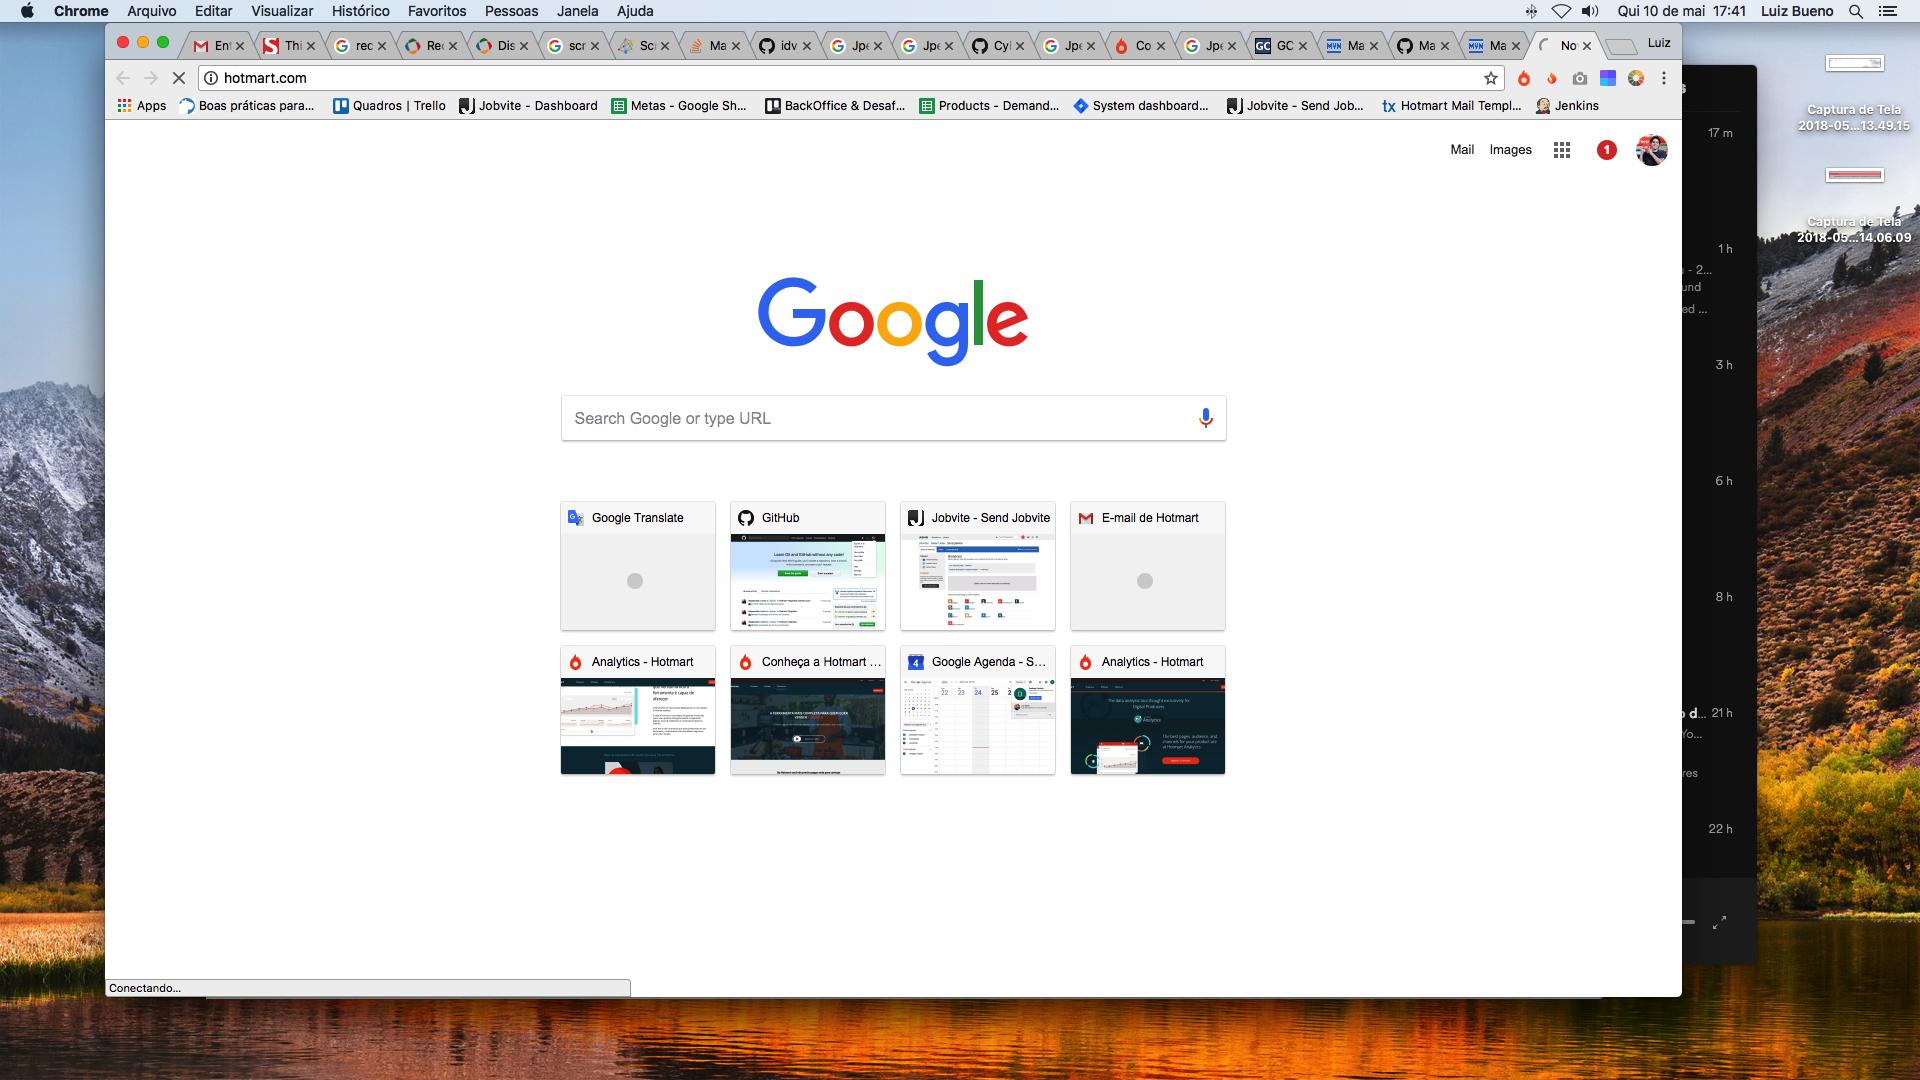 Chrome Arquivo Editar Visualizar Histórico Favoritos Pessoas Janela Ajuda Qui 10 de mai 17:41 Luiz Bueno
Ent Thi rec Rec Dis scr Scr Ma idv Jpe Jpe Cyl Jpe Co Jpe GC Ma Ma Ma No Luiz
hotmart.com
Apps Boas práticas para... Quadros | Trello Jobvite - Dashboard Metas - Google Sh... BackOffice & Desaf... Products - Demand... System dashboard... Jobvite - Send Job... Hotmart Mail Templ... Jenkins
Mail Images 1
Google
Search Google or type URL
Google Translate GitHub Jobvite - Send Jobvite E-mail de Hotmart
Analytics - Hotmart Conheça a Hotmart ... Google Agenda - S... Analytics - Hotmart
Conectando...
Captura de Tela
2018-05...13.49.15
Captura de Tela
2018-05...14.06.09
17 m
1 h
3 h
6 h
8 h
21 h
22 h